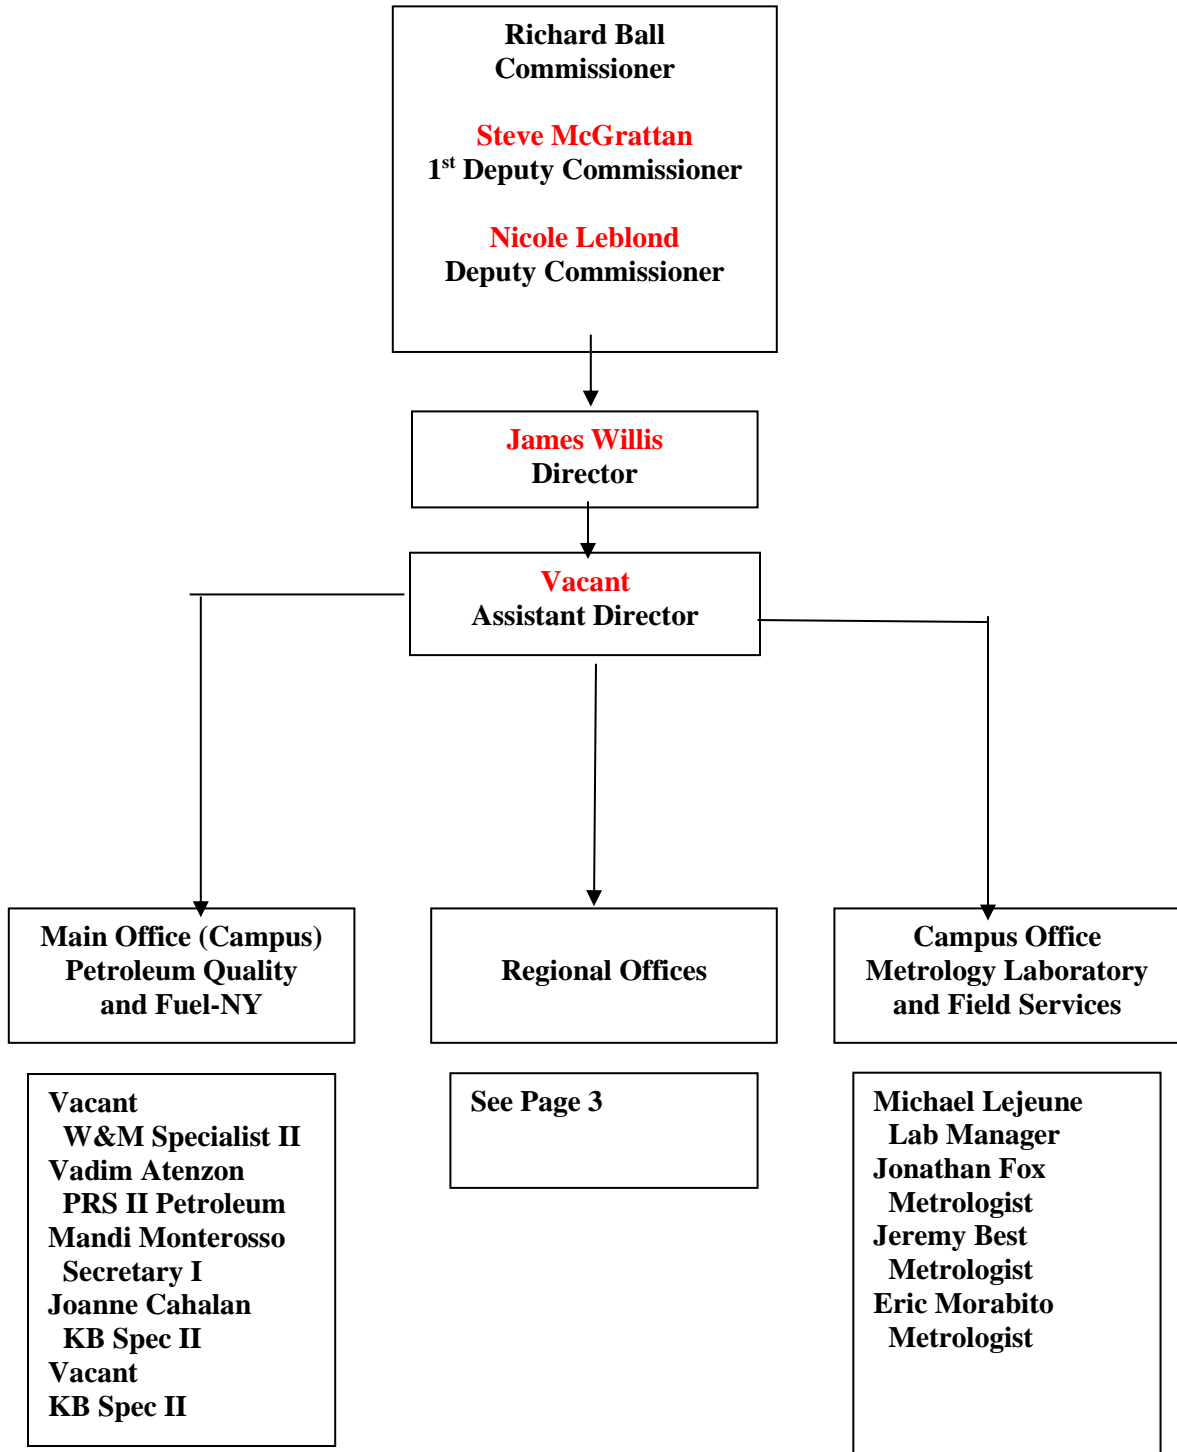 Richard Ball
Commissioner
Steve McGrattan
1st Deputy Commissioner
Nicole Leblond
Deputy Commissioner
James Willis
Director
Vacant
Assistant Director
Main Office (Campus)
Petroleum Quality
and Fuel-NY
Regional Offices
Campus Office
Metrology Laboratory
and Field Services
Vacant
W&M Specialist II
Vadim Atenzon
PRS II Petroleum
Mandi Monterosso
Secretary I
Joanne Cahalan
KB Spec II
Vacant
KB Spec II
See Page 3
Michael Lejeune
Lab Manager
Jonathan Fox
Metrologist
Jeremy Best
Metrologist
Eric Morabito
Metrologist